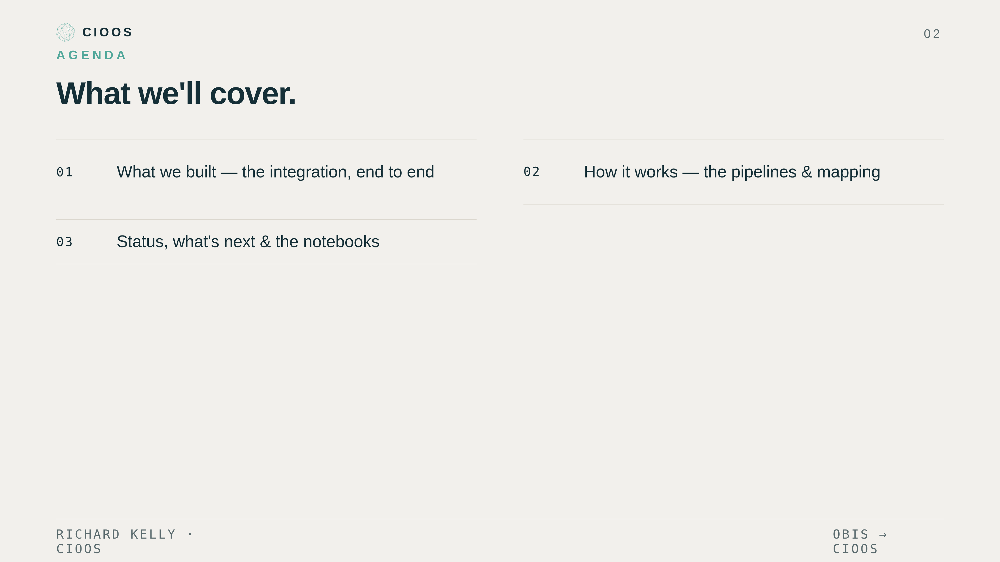 CIOOS
02
AGENDA
What we'll cover.
01 What we built — the integration, end to end
02 How it works — the pipelines & mapping
03 Status, what's next & the notebooks
RICHARD KELLY ·
CIOOS
OBIS →
CIOOS